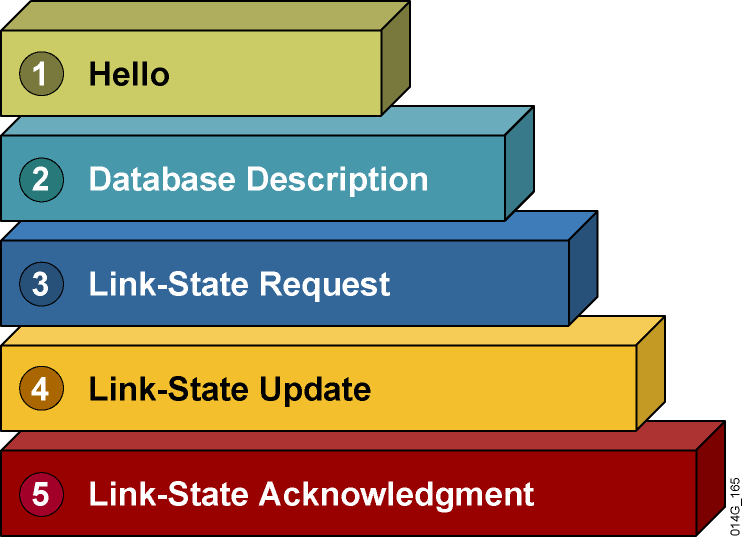 1 Hello
2 Database Description
3 Link-State Request
4 Link-State Update
5 Link-State Acknowledgment
014G_165